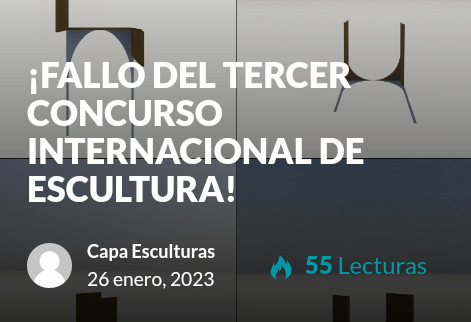 ¡FALLO DEL TERCER
CONCURSO
INTERNACIONAL DE
ESCULTURA!
Capa Esculturas
26 enero, 2023
55 Lecturas